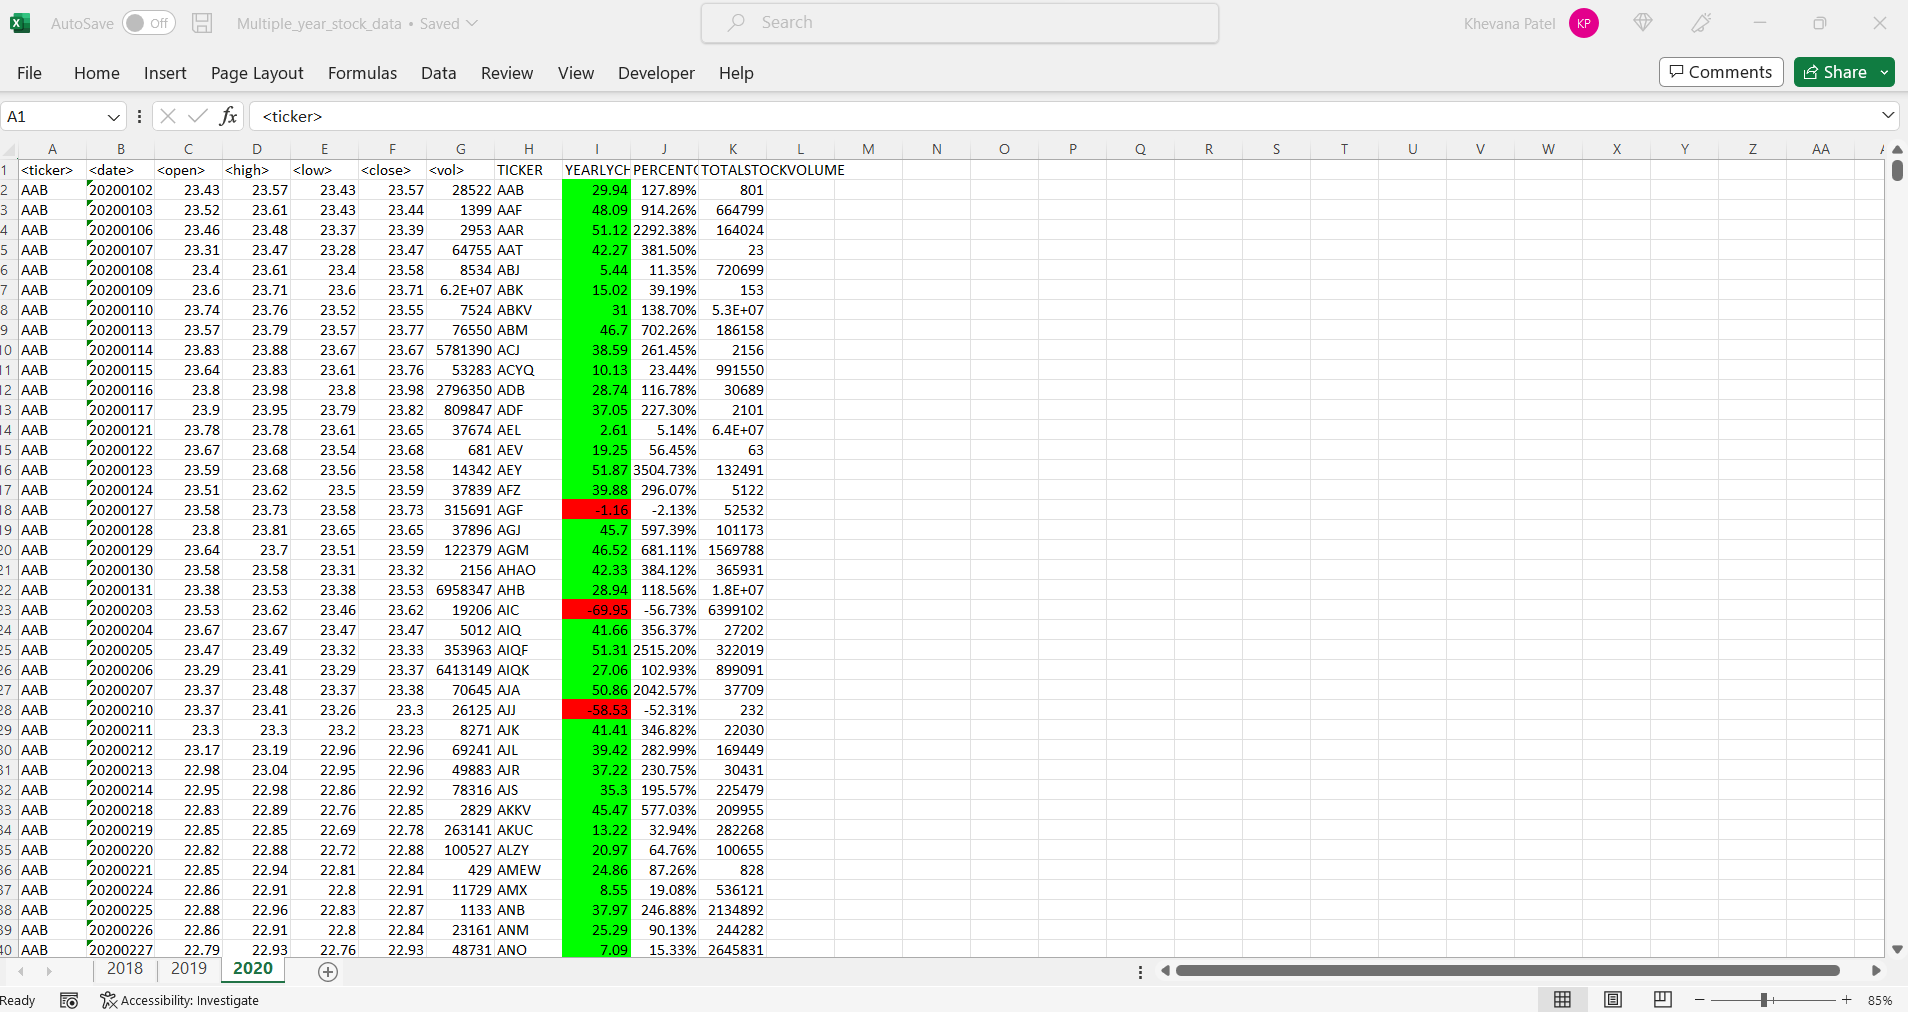 AutoSave Off Multiple_year_stock_data • Saved Search Khevana Patel KP
File Home Insert Page Layout Formulas Data Review View Developer Help Comments Share
A1 fx <ticker>
A B C D E F G H I J K L M N O P Q R S T U V W X Y Z AA
1 <ticker> <date> <open> <high> <low> <close> <vol> TICKER YEARLYCH PERCENTC TOTALSTOCKVOLUME
2 AAB 20200102 23.43 23.57 23.43 23.57 28522 AAB 29.94 127.89% 801
3 AAB 20200103 23.52 23.61 23.43 23.44 1399 AAF 48.09 914.26% 664799
4 AAB 20200106 23.46 23.48 23.37 23.39 2953 AAR 51.12 2292.38% 164024
5 AAB 20200107 23.31 23.47 23.28 23.47 64755 AAT 42.27 381.50% 23
6 AAB 20200108 23.4 23.61 23.4 23.58 8534 ABJ 5.44 11.35% 720699
7 AAB 20200109 23.6 23.71 23.6 23.71 6.2E+07 ABK 15.02 39.19% 153
8 AAB 20200110 23.74 23.76 23.52 23.55 7524 ABKV 31 138.70% 5.3E+07
9 AAB 20200113 23.57 23.79 23.57 23.77 76550 ABM 46.7 702.26% 186158
10 AAB 20200114 23.83 23.88 23.67 23.67 5781390 ACJ 38.59 261.45% 2156
11 AAB 20200115 23.64 23.83 23.61 23.76 53283 ACYQ 10.13 23.44% 991550
12 AAB 20200116 23.8 23.98 23.8 23.98 2796350 ADB 28.74 116.78% 30689
13 AAB 20200117 23.9 23.95 23.79 23.82 809847 ADF 37.05 227.30% 2101
14 AAB 20200121 23.78 23.78 23.61 23.65 37674 AEL 2.61 5.14% 6.4E+07
15 AAB 20200122 23.67 23.68 23.54 23.68 681 AEV 19.25 56.45% 63
16 AAB 20200123 23.59 23.68 23.56 23.58 14342 AEY 51.87 3504.73% 132491
17 AAB 20200124 23.51 23.62 23.5 23.59 37839 AFZ 39.88 296.07% 5122
18 AAB 20200127 23.58 23.73 23.58 23.73 315691 AGF -1.16 -2.13% 52532
19 AAB 20200128 23.8 23.81 23.65 23.65 37896 AGJ 45.7 597.39% 101173
20 AAB 20200129 23.64 23.7 23.51 23.59 122379 AGM 46.52 681.11% 1569788
21 AAB 20200130 23.58 23.58 23.31 23.32 2156 AHAO 42.33 384.12% 365931
22 AAB 20200131 23.38 23.53 23.38 23.53 6958347 AHB 28.94 118.56% 1.8E+07
23 AAB 20200203 23.53 23.62 23.46 23.62 19206 AIC -69.95 -56.73% 6399102
24 AAB 20200204 23.67 23.67 23.47 23.47 5012 AIQ 41.66 356.37% 27202
25 AAB 20200205 23.47 23.49 23.32 23.33 353963 AIQF 51.31 2515.20% 322019
26 AAB 20200206 23.29 23.41 23.29 23.37 6413149 AIQK 27.06 102.93% 899091
27 AAB 20200207 23.37 23.48 23.37 23.38 70645 AJA 50.86 2042.57% 37709
28 AAB 20200210 23.37 23.41 23.26 23.3 26125 AJJ -58.53 -52.31% 232
29 AAB 20200211 23.3 23.3 23.2 23.23 8271 AJK 41.41 346.82% 22030
30 AAB 20200212 23.17 23.19 22.96 22.96 69241 AJL 39.42 282.99% 169449
31 AAB 20200213 22.98 23.04 22.95 22.96 49883 AJR 37.22 230.75% 30431
32 AAB 20200214 22.95 22.98 22.86 22.92 78316 AJS 35.3 195.57% 225479
33 AAB 20200218 22.83 22.89 22.76 22.85 2829 AKKV 45.47 577.03% 209955
34 AAB 20200219 22.85 22.85 22.69 22.78 263141 AKUC 13.22 32.94% 282268
35 AAB 20200220 22.82 22.88 22.72 22.88 100527 ALZY 20.97 64.76% 100655
36 AAB 20200221 22.85 22.94 22.81 22.84 429 AMEW 24.86 87.26% 828
37 AAB 20200224 22.86 22.91 22.8 22.91 11729 AMX 8.55 19.08% 536121
38 AAB 20200225 22.88 22.96 22.83 22.87 1133 ANB 37.97 246.88% 2134892
39 AAB 20200226 22.86 22.91 22.8 22.84 23161 ANM 25.29 90.13% 244282
40 AAB 20200227 22.79 22.93 22.76 22.93 48731 ANO 7.09 15.33% 2645831
2018 2019 2020
Ready Accessibility: Investigate 85%